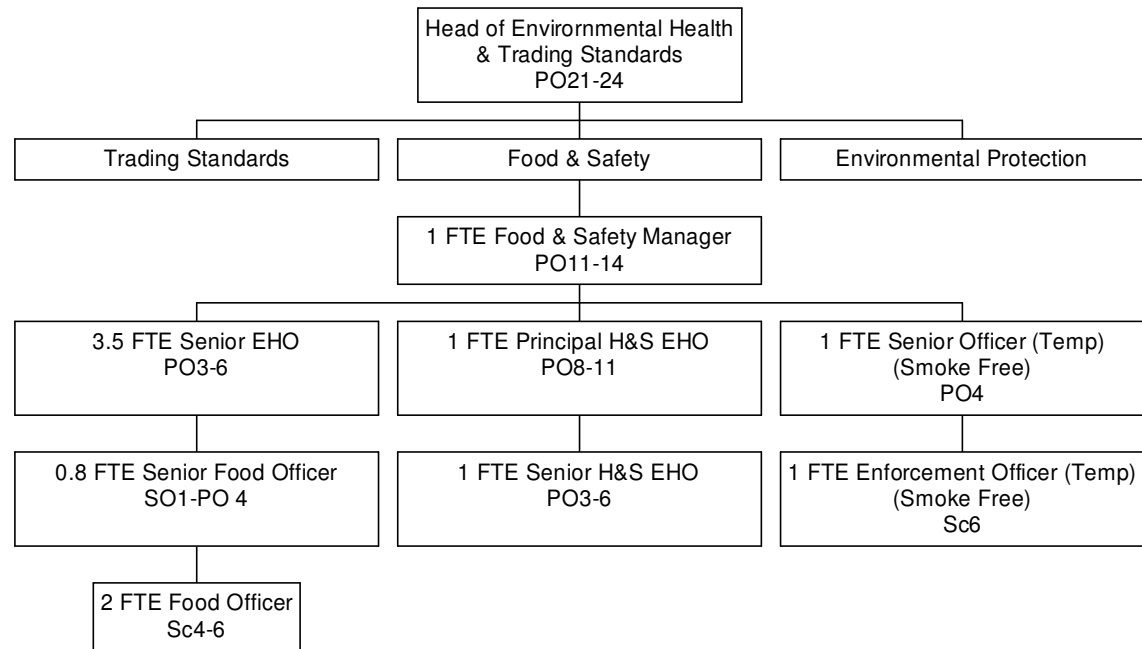 Head of Envirornmental Health
& Trading Standards
PO21-24
Trading Standards
Food & Safety
Environmental Protection
1 FTE Food & Safety Manager
PO11-14
3.5 FTE Senior EHO
PO3-6
1 FTE Principal H&S EHO
PO8-11
1 FTE Senior Officer (Temp)
(Smoke Free)
PO4
0.8 FTE Senior Food Officer
SO1-PO 4
1 FTE Senior H&S EHO
PO3-6
1 FTE Enforcement Officer (Temp)
(Smoke Free)
Sc6
2 FTE Food Officer
Sc4-6